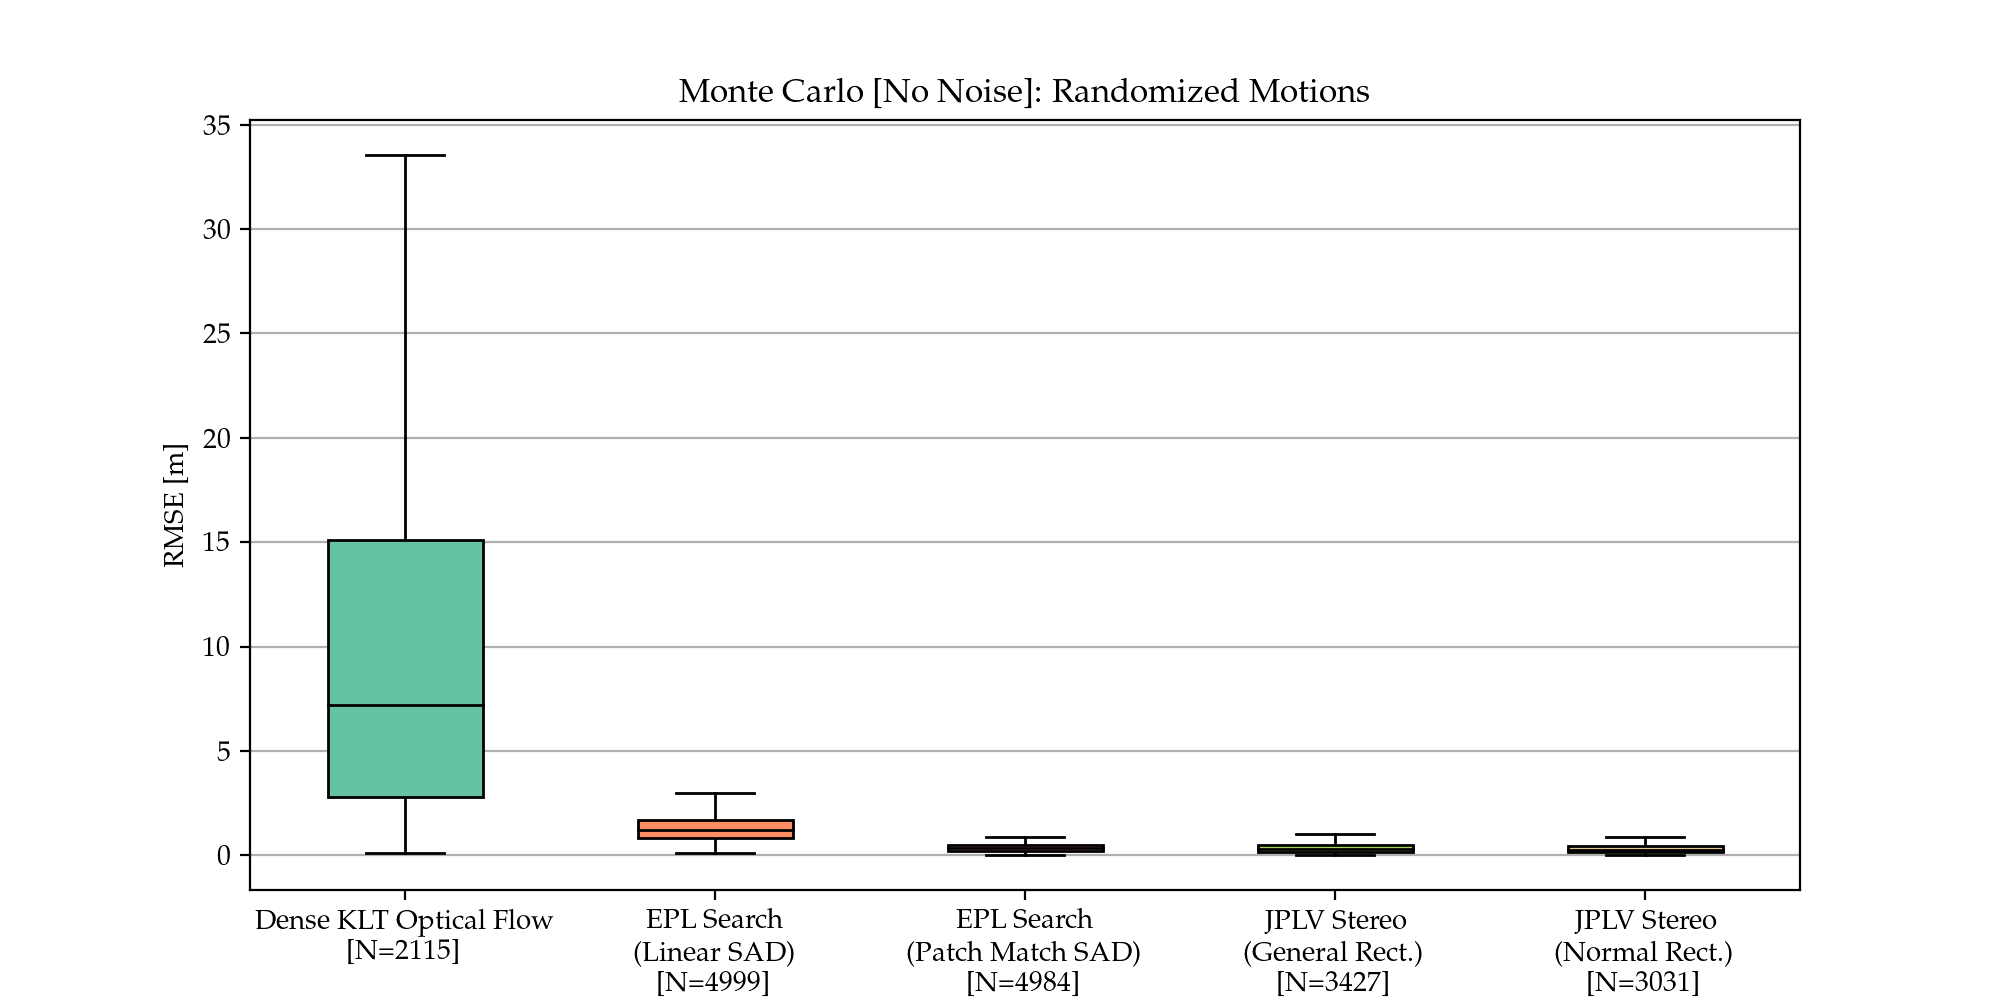 Monte Carlo [No Noise]: Randomized Motions
35
30
25
20
15
10
5
0
RMSE [m]
Dense KLT Optical Flow
[N=2115]
EPL Search
(Linear SAD)
[N=4999]
EPL Search
(Patch Match SAD)
[N=4984]
JPLV Stereo
(General Rect.)
[N=3427]
JPLV Stereo
(Normal Rect.)
[N=3031]